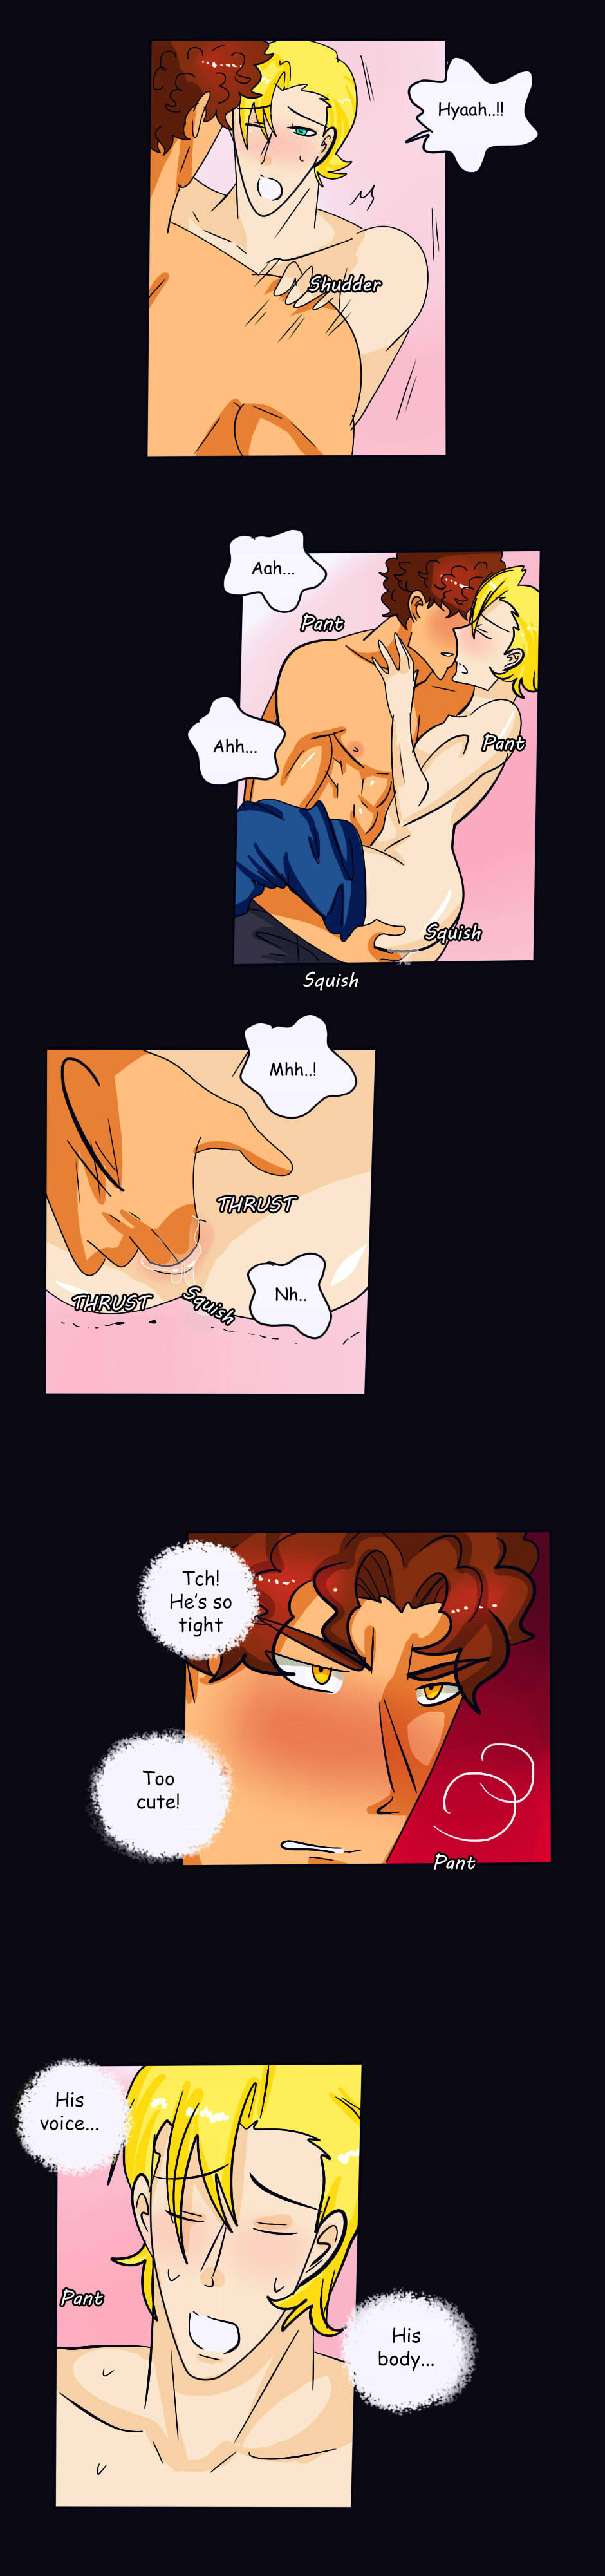 Hyaah..!!
Shudder
Aah...
Pant
Ahh...
Pant
Squish
Squish
Mhh..!
THRUST
Nh..
THRUST
Squish
Tch!
He's so
tight
Too
cute!
Pant
His
voice...
Pant
His
body...